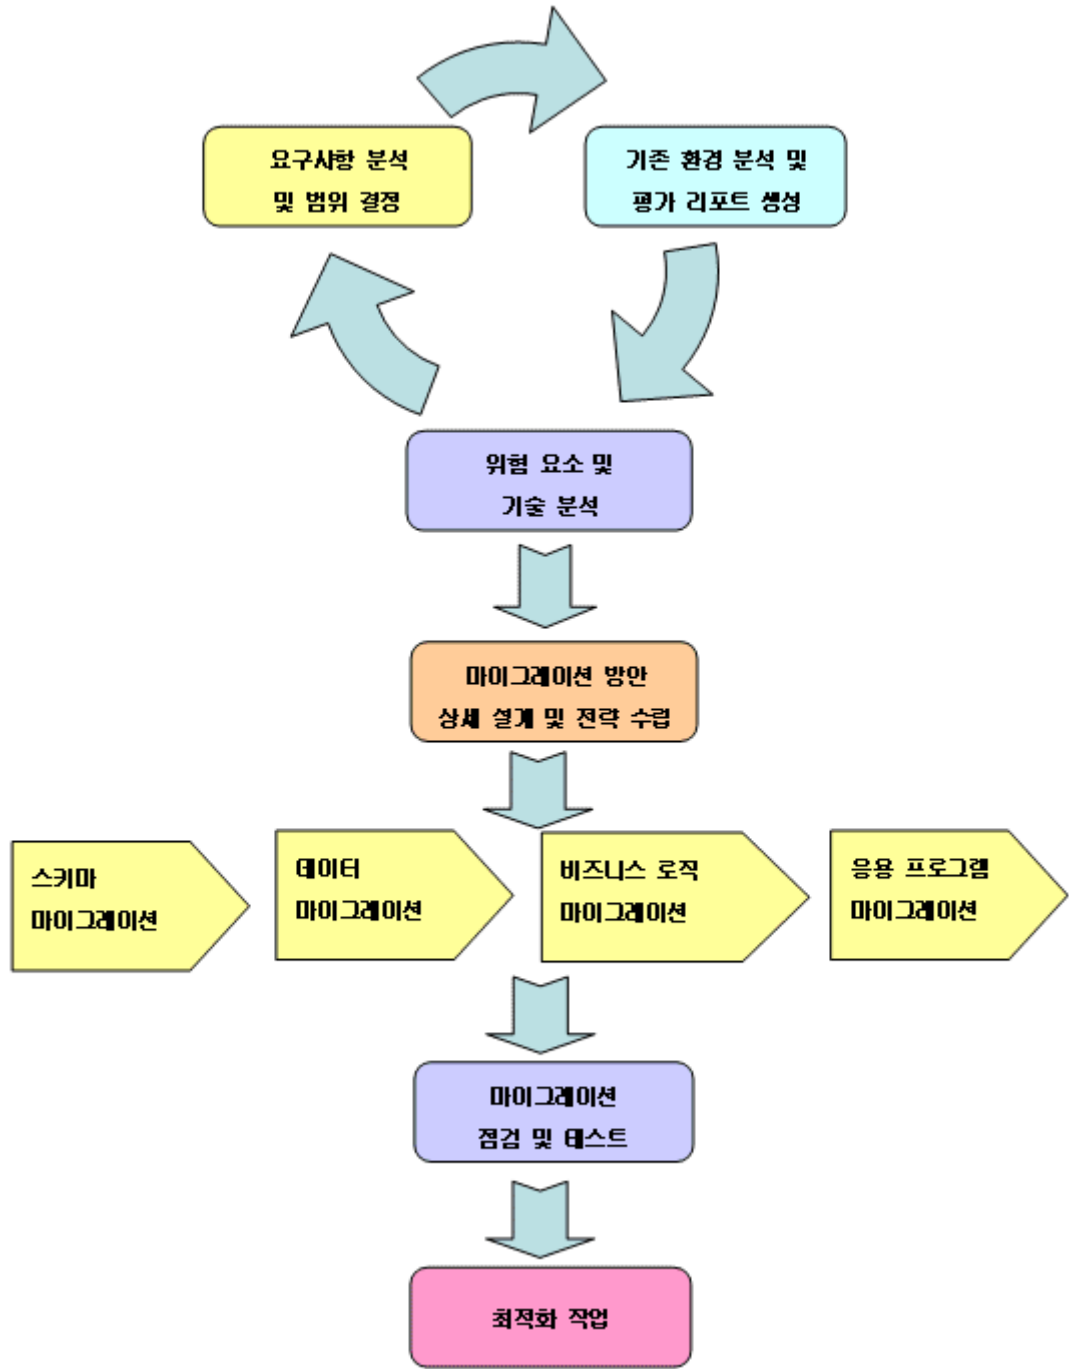 요구사항 분석
및 범위 결정
기존 환경 분석 및
평가 리포트 생성
위험 요소 및
기술 분석
마이그레이션 방안
상세 설계 및 전략 수립
스키마
마이그레이션
데이터
마이그레이션
비즈니스 로직
마이그레이션
응용 프로그램
마이그레이션
마이그레이션
점검 및 테스트
최적화 작업